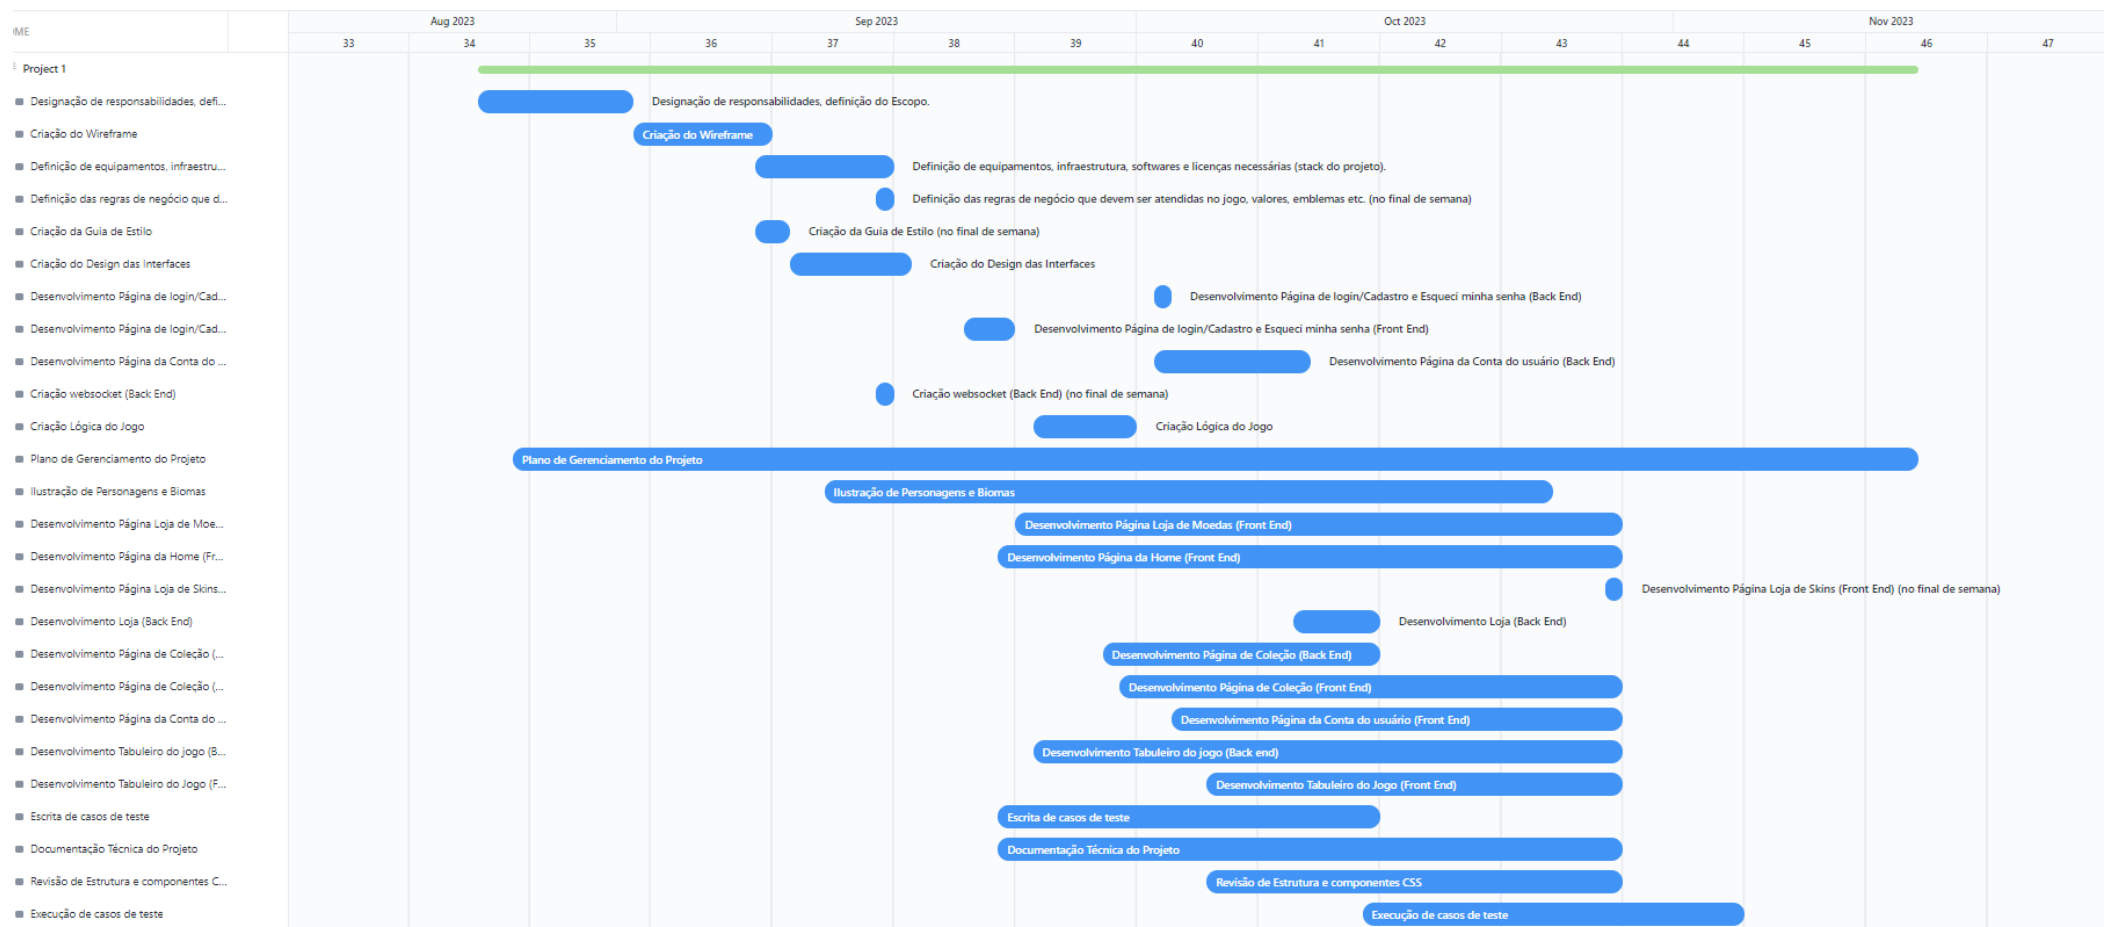 Aug 2023 Sep 2023 Oct 2023 Nov 2023
ME
33 34 35 36 37 38 39 40 41 42 43 44 45 46 47
Project 1
Designação de responsabilidades, defi... Designação de responsabilidades, definição do Escopo.
Criação do Wireframe Criação do Wireframe
Definição de equipamentos, infraestru... Definição de equipamentos, infraestrutura, softwares e licenças necessárias (stack do projeto).
Definição das regras de negócio que d... Definição das regras de negócio que devem ser atendidas no jogo, valores, emblemas etc. (no final de semana)
Criação da Guia de Estilo Criação da Guia de Estilo (no final de semana)
Criação do Design das Interfaces Criação do Design das Interfaces
Desenvolvimento Página de login/Cad... Desenvolvimento Página de login/Cadastro e Esqueci minha senha (Back End)
Desenvolvimento Página de login/Cad... Desenvolvimento Página de login/Cadastro e Esqueci minha senha (Front End)
Desenvolvimento Página da Conta do ... Desenvolvimento Página da Conta do usuário (Back End)
Criação websocket (Back End) Criação websocket (Back End) (no final de semana)
Criação Lógica do Jogo Criação Lógica do Jogo
Plano de Gerenciamento do Projeto Plano de Gerenciamento do Projeto
Ilustração de Personagens e Biomas Ilustração de Personagens e Biomas
Desenvolvimento Página Loja de Moe... Desenvolvimento Página Loja de Moedas (Front End)
Desenvolvimento Página da Home (Fr... Desenvolvimento Página da Home (Front End)
Desenvolvimento Página Loja de Skins... Desenvolvimento Página Loja de Skins (Front End) (no final de semana)
Desenvolvimento Loja (Back End) Desenvolvimento Loja (Back End)
Desenvolvimento Página de Coleção (... Desenvolvimento Página de Coleção (Back End)
Desenvolvimento Página de Coleção (... Desenvolvimento Página de Coleção (Front End)
Desenvolvimento Página da Conta do ... Desenvolvimento Página da Conta do usuário (Front End)
Desenvolvimento Tabuleiro do jogo (B... Desenvolvimento Tabuleiro do jogo (Back end)
Desenvolvimento Tabuleiro do Jogo (F... Desenvolvimento Tabuleiro do Jogo (Front End)
Escrita de casos de teste Escrita de casos de teste
Documentação Técnica do Projeto Documentação Técnica do Projeto
Revisão de Estrutura e componentes C... Revisão de Estrutura e componentes CSS
Execução de casos de teste Execução de casos de teste